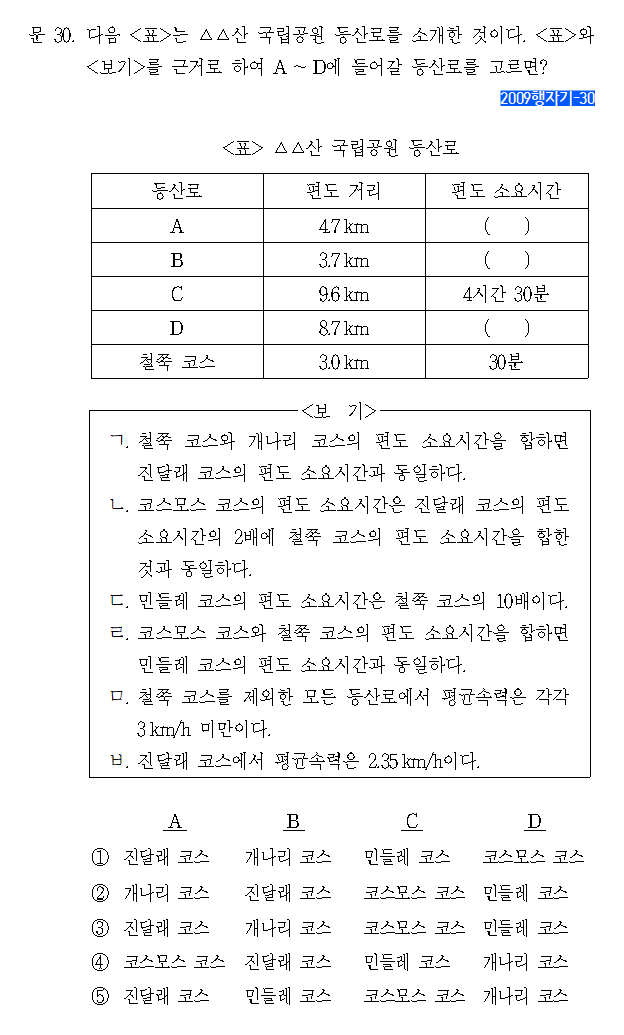 문 30. 다음 <표>는 △△산 국립공원 등산로를 소개한 것이다. <표>와
<보기>를 근거로 하여 A ~ D에 들어갈 등산로를 고르면?
2009행자기-30
<표> △△산 국립공원 등산로
등산로 편도 거리 편도 소요시간
A 4.7 km ( )
B 3.7 km ( )
C 9.6 km 4시간 30분
D 8.7 km ( )
철쭉 코스 3.0 km 30분
<보 기>
ㄱ. 철쭉 코스와 개나리 코스의 편도 소요시간을 합하면
진달래 코스의 편도 소요시간과 동일하다.
ㄴ. 코스모스 코스의 편도 소요시간은 진달래 코스의 편도
소요시간의 2배에 철쭉 코스의 편도 소요시간을 합한
것과 동일하다.
ㄷ. 민들레 코스의 편도 소요시간은 철쭉 코스의 10배이다.
ㄹ. 코스모스 코스와 철쭉 코스의 편도 소요시간을 합하면
민들레 코스의 편도 소요시간과 동일하다.
ㅁ. 철쭉 코스를 제외한 모든 등산로에서 평균속력은 각각
3 km/h 미만이다.
ㅂ. 진달래 코스에서 평균속력은 2.35 km/h이다.
A B C D
① 진달래 코스 개나리 코스 민들레 코스 코스모스 코스
② 개나리 코스 진달래 코스 코스모스 코스 민들레 코스
③ 진달래 코스 개나리 코스 코스모스 코스 민들레 코스
④ 코스모스 코스 진달래 코스 민들레 코스 개나리 코스
⑤ 진달래 코스 민들레 코스 코스모스 코스 개나리 코스